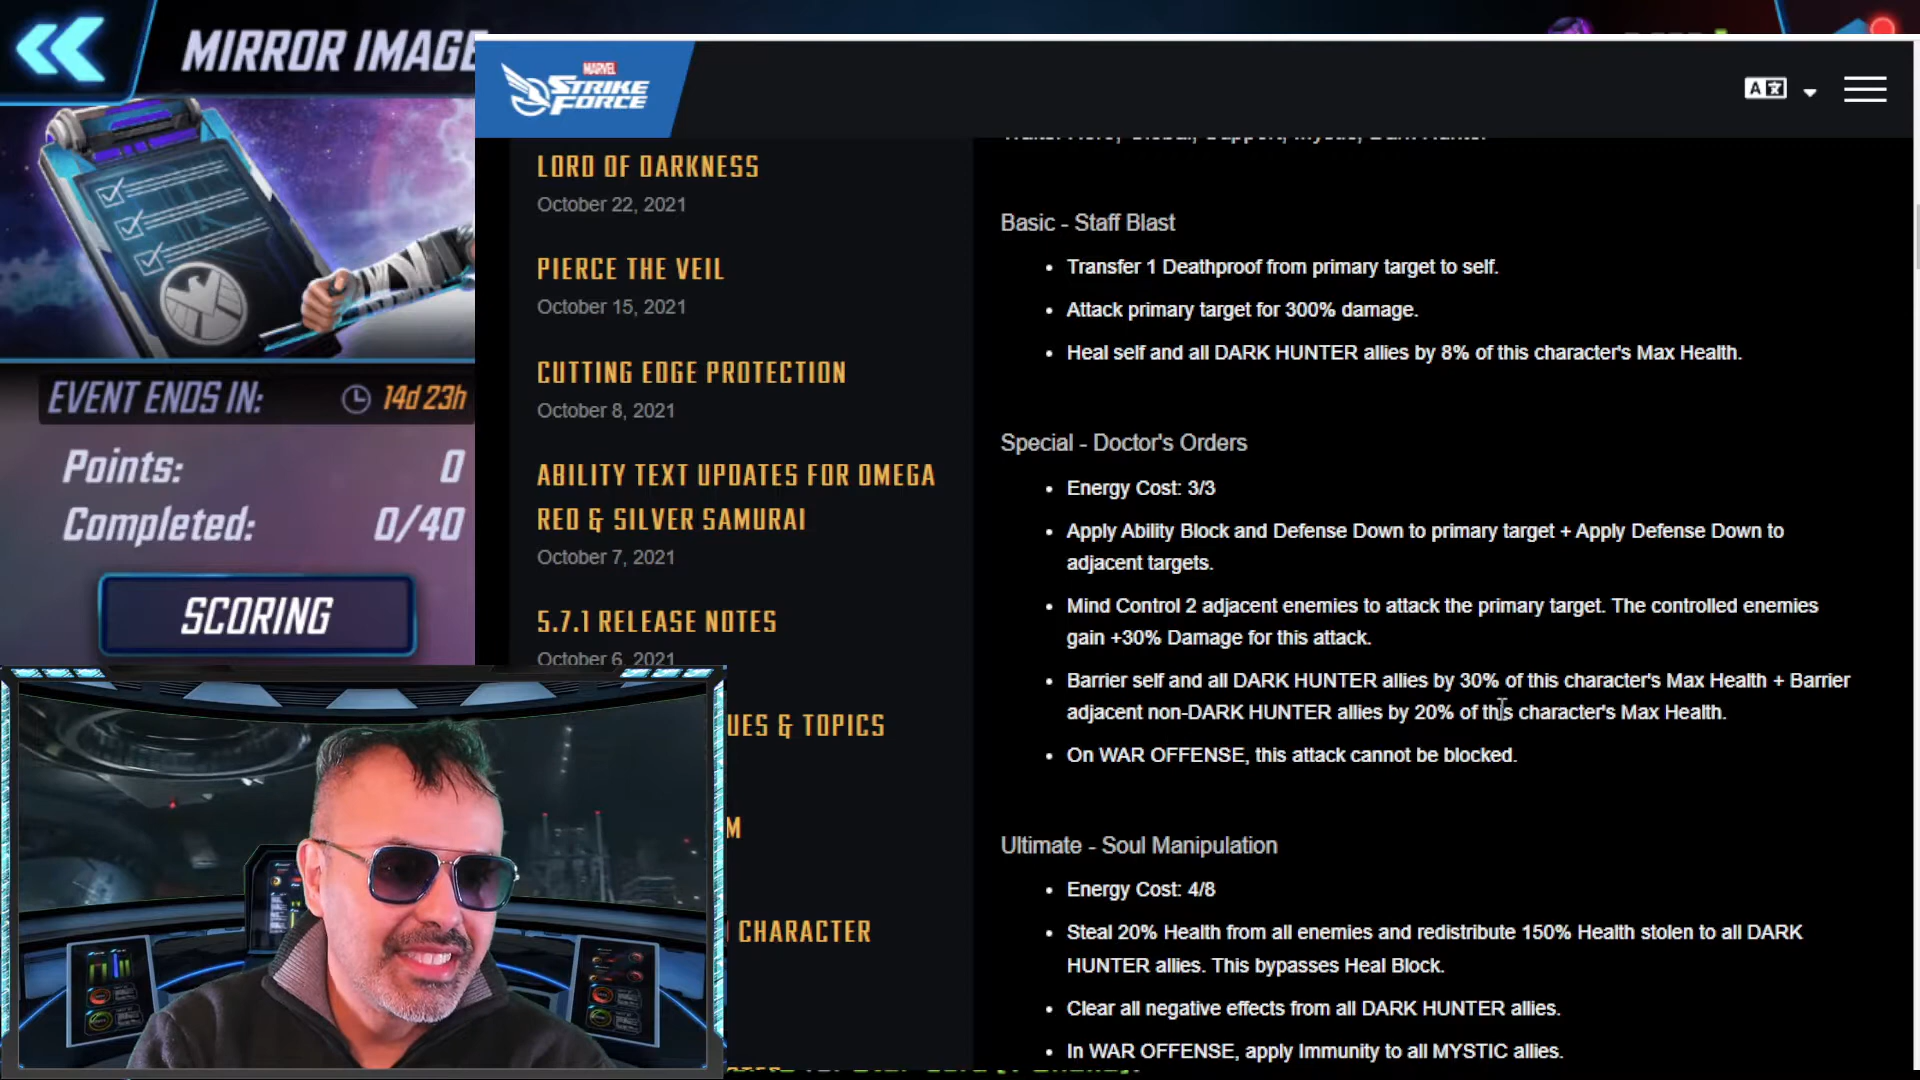 MIRROR IMAGE
EVENT ENDS IN:
14d 23h
Points:
0
Completed:
0/40
SCORING
MARVEL
STRIKE
FORCE
A
LORD OF DARKNESS
October 22, 2021
PIERCE THE VEIL
October 15, 2021
CUTTING EDGE PROTECTION
October 8, 2021
ABILITY TEXT UPDATES FOR OMEGA
RED & SILVER SAMURAI
October 7, 2021
5.7.1 RELEASE NOTES
October 6, 2021
UES & TOPICS
M
CHARACTER
Basic - Staff Blast
• Transfer 1 Deathproof from primary target to self.
• Attack primary target for 300% damage.
• Heal self and all DARK HUNTER allies by 8% of this character's Max Health.
Special - Doctor's Orders
• Energy Cost: 3/3
• Apply Ability Block and Defense Down to primary target + Apply Defense Down to
adjacent targets.
• Mind Control 2 adjacent enemies to attack the primary target. The controlled enemies
gain +30% Damage for this attack.
• Barrier self and all DARK HUNTER allies by 30% of this character's Max Health + Barrier
adjacent non-DARK HUNTER allies by 20% of this character's Max Health.
• On WAR OFFENSE, this attack cannot be blocked.
Ultimate - Soul Manipulation
• Energy Cost: 4/8
• Steal 20% Health from all enemies and redistribute 150% Health stolen to all DARK
HUNTER allies. This bypasses Heal Block.
• Clear all negative effects from all DARK HUNTER allies.
• In WAR OFFENSE, apply Immunity to all MYSTIC allies.